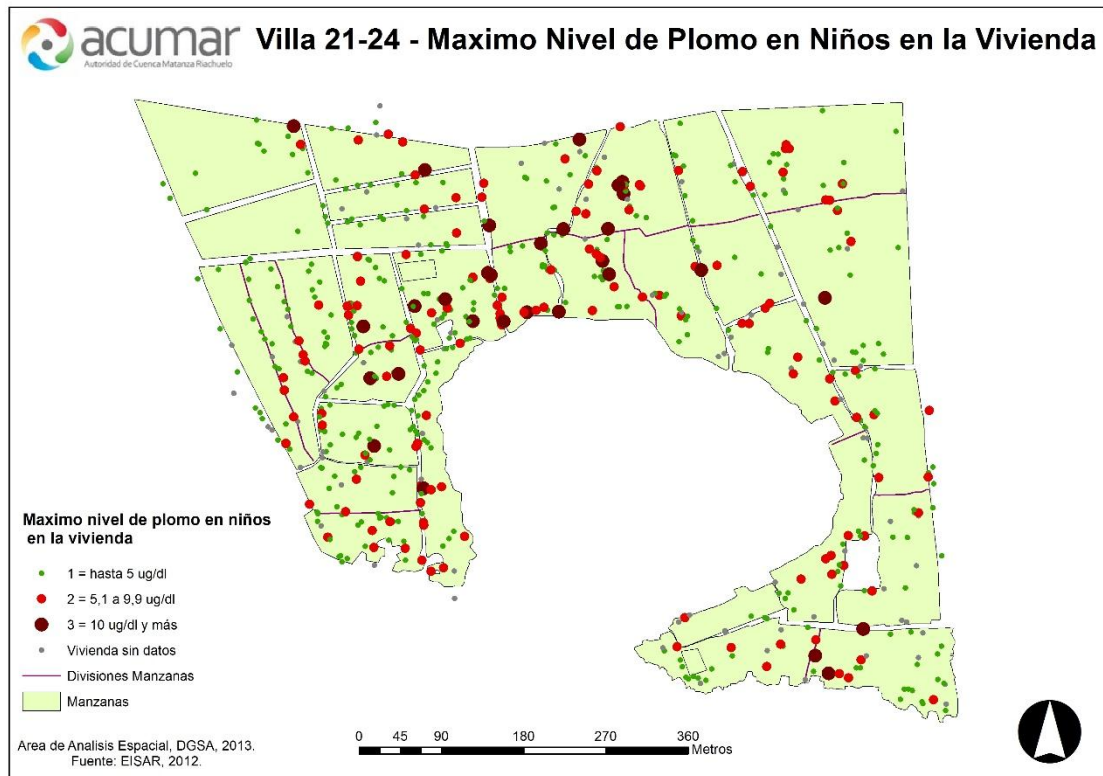 acumar
Autoridad de Cuenca Matanza Riachuelo
Villa 21-24 - Maximo Nivel de Plomo en Niños en la Vivienda
Maximo nivel de plomo en niños
en la vivienda
1 = hasta 5 ug/dl
2 = 5,1 a 9,9 ug/dl
3 = 10 ug/dl y más
Vivienda sin datos
Divisiones Manzanas
Manzanas
Area de Analisis Espacial, DGSA, 2013.
Fuente: EISAR, 2012.
0 45 90 180 270 360
Metros